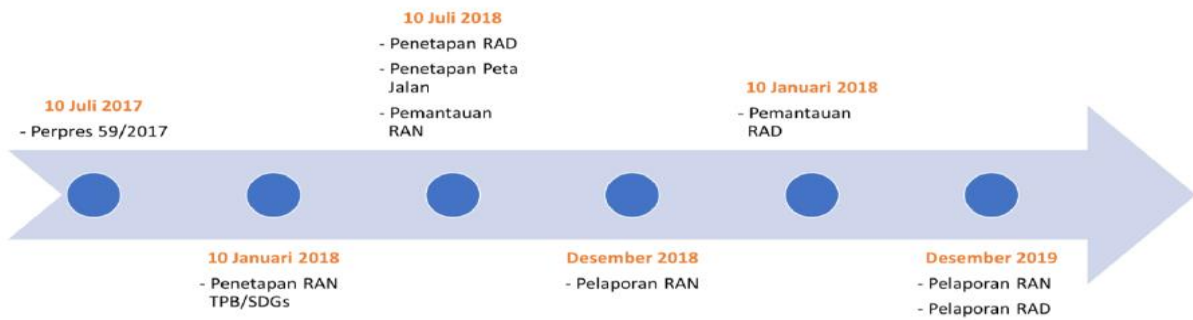 10 Juli 2017
- Perpres 59/2017
10 Januari 2018
- Penetapan RAN
TPB/SDGs
10 Juli 2018
- Penetapan RAD
- Penetapan Peta
Jalan
- Pemantauan
RAN
Desember 2018
- Pelaporan RAN
10 Januari 2018
- Pemantauan
RAD
Desember 2019
- Pelaporan RAN
- Pelaporan RAD